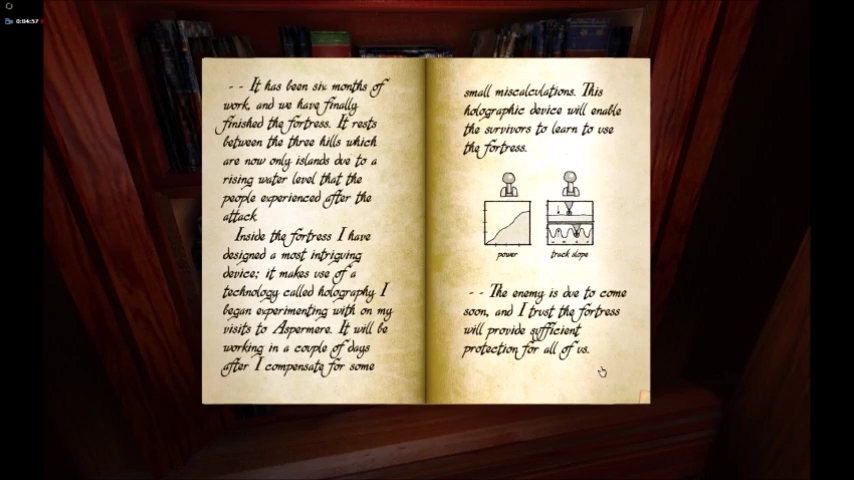 0:04:57
-- It has been six months of
work, and we have finally
finished the fortress. It rests
between the three hills which
are now only islands due to a
rising water level that the
people experienced after the
attack.
Inside the fortress I have
designed a most intriguing
device; it makes use of a
technology called holography I
began experimenting with on my
visits to Aspermere. It will be
working in a couple of days
after I compensate for some
small miscalculations. This
holographic device will enable
the survivors to learn to use
the fortress.
power
track slope
-- The enemy is due to come
soon, and I trust the fortress
will provide sufficient
protection for all of us.